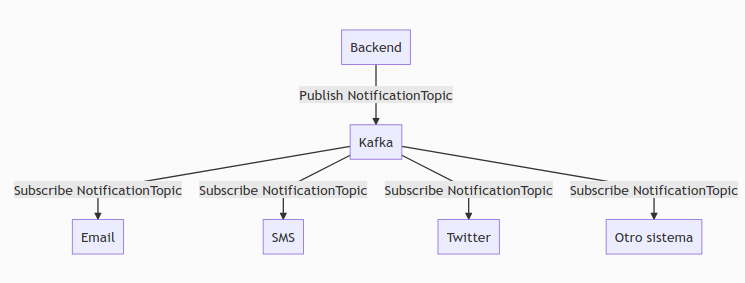 Backend
Publish NotificationTopic
Kafka
Subscribe NotificationTopic
Subscribe NotificationTopic
Subscribe NotificationTopic
Subscribe NotificationTopic
Email
SMS
Twitter
Otro sistema